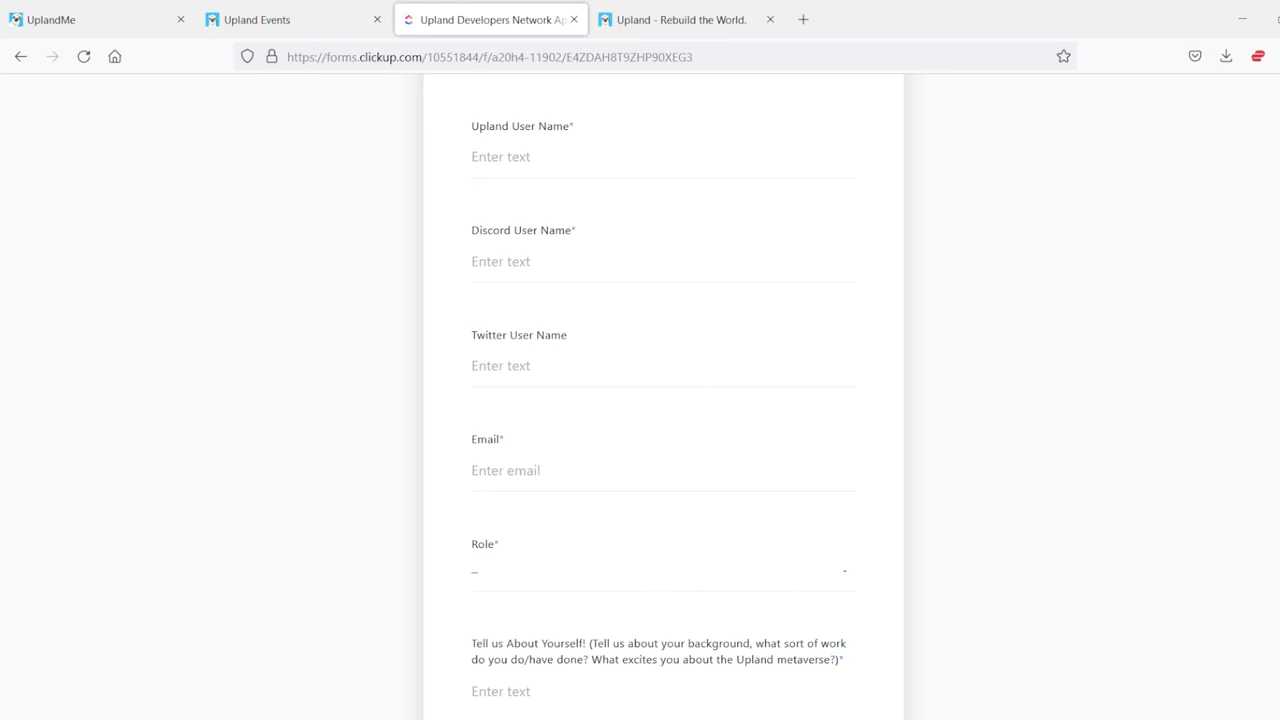 UplandMe
Upland Events
Upland Developers Network Ap
Upland - Rebuild the World.
https://forms.clickup.com/10551844/f/a20h4-11902/E4ZDAH8T9ZHP90XEG3
Upland User Name*
Enter text
Discord User Name*
Enter text
Twitter User Name
Enter text
Email*
Enter email
Role*
–
Tell us About Yourself! (Tell us about your background, what sort of work
do you do/have done? What excites you about the Upland metaverse?)*
Enter text